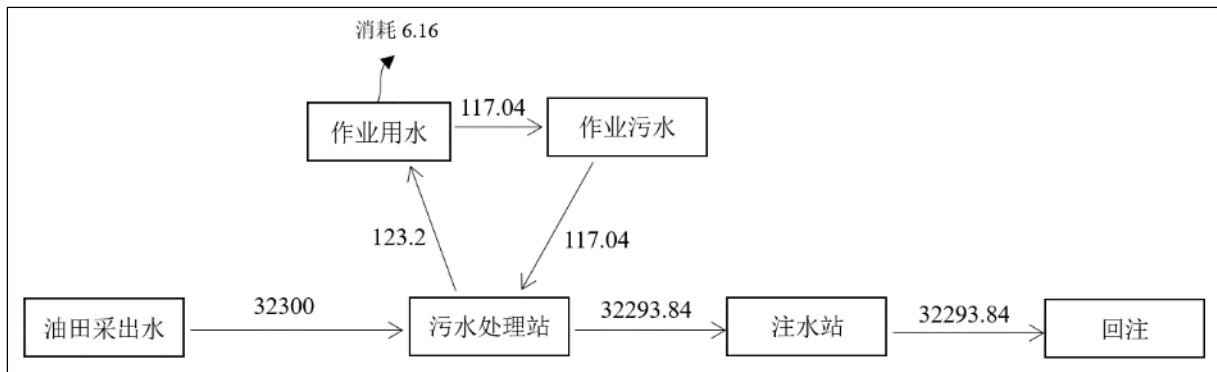 消耗 6.16
作业用水
117.04
作业污水
123.2
117.04
油田采出水
32300
污水处理站
32293.84
注水站
32293.84
回注